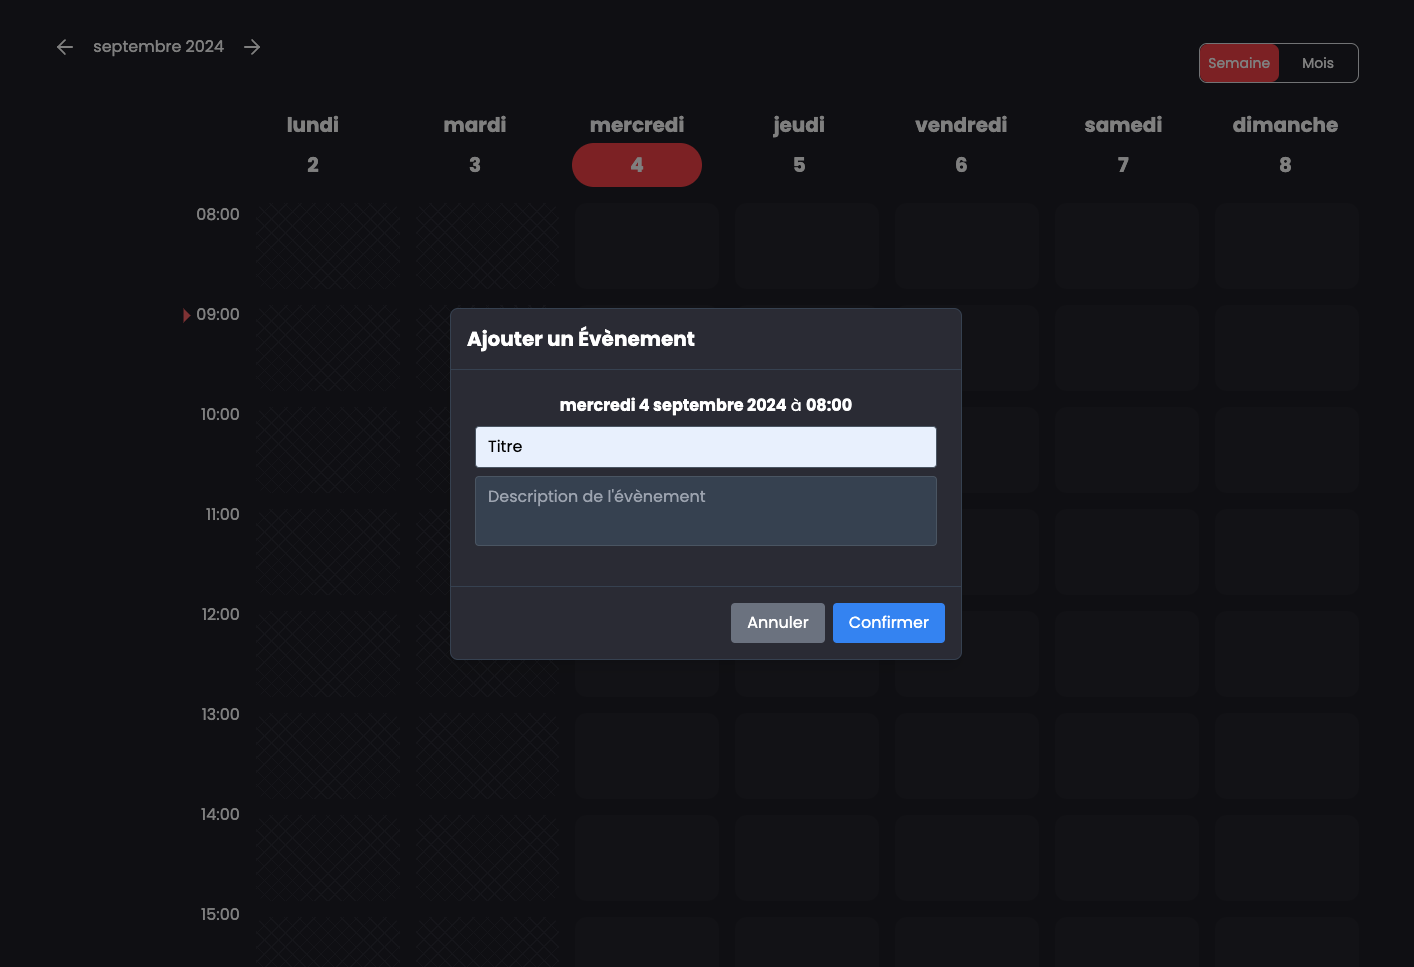 septembre 2024
Semaine Mois
lundi mardi mercredi jeudi vendredi samedi dimanche
2 3 4 5 6 7 8
08:00
09:00
Ajouter un Évènement
mercredi 4 septembre 2024 à 08:00
10:00
Titre
Description de l'évènement
11:00
12:00
Annuler Confirmer
13:00
14:00
15:00